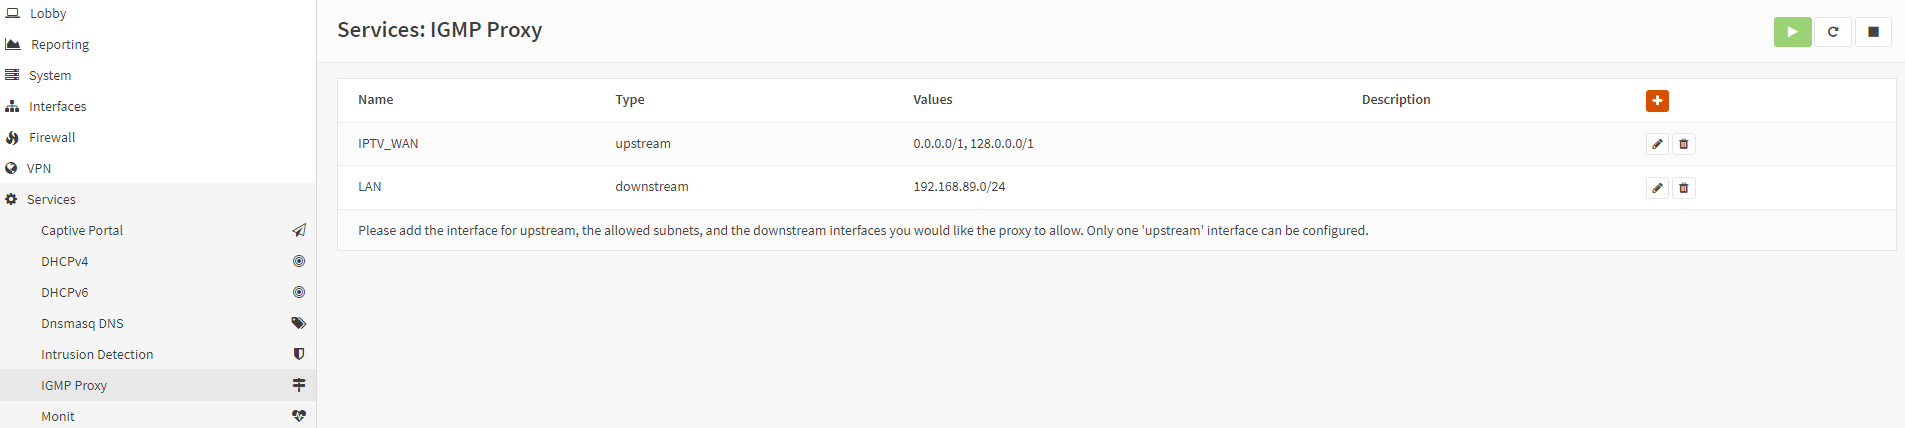 Lobby
Reporting
System
Interfaces
Firewall
VPN
Services
Captive Portal
DHCPv4
DHCPv6
Dnsmasq DNS
Intrusion Detection
IGMP Proxy
Monit
Services: IGMP Proxy
Name Type Values Description
IPTV_WAN upstream 0.0.0.0/1, 128.0.0.0/1
LAN downstream 192.168.89.0/24
Please add the interface for upstream, the allowed subnets, and the downstream interfaces you would like the proxy to allow. Only one 'upstream' interface can be configured.